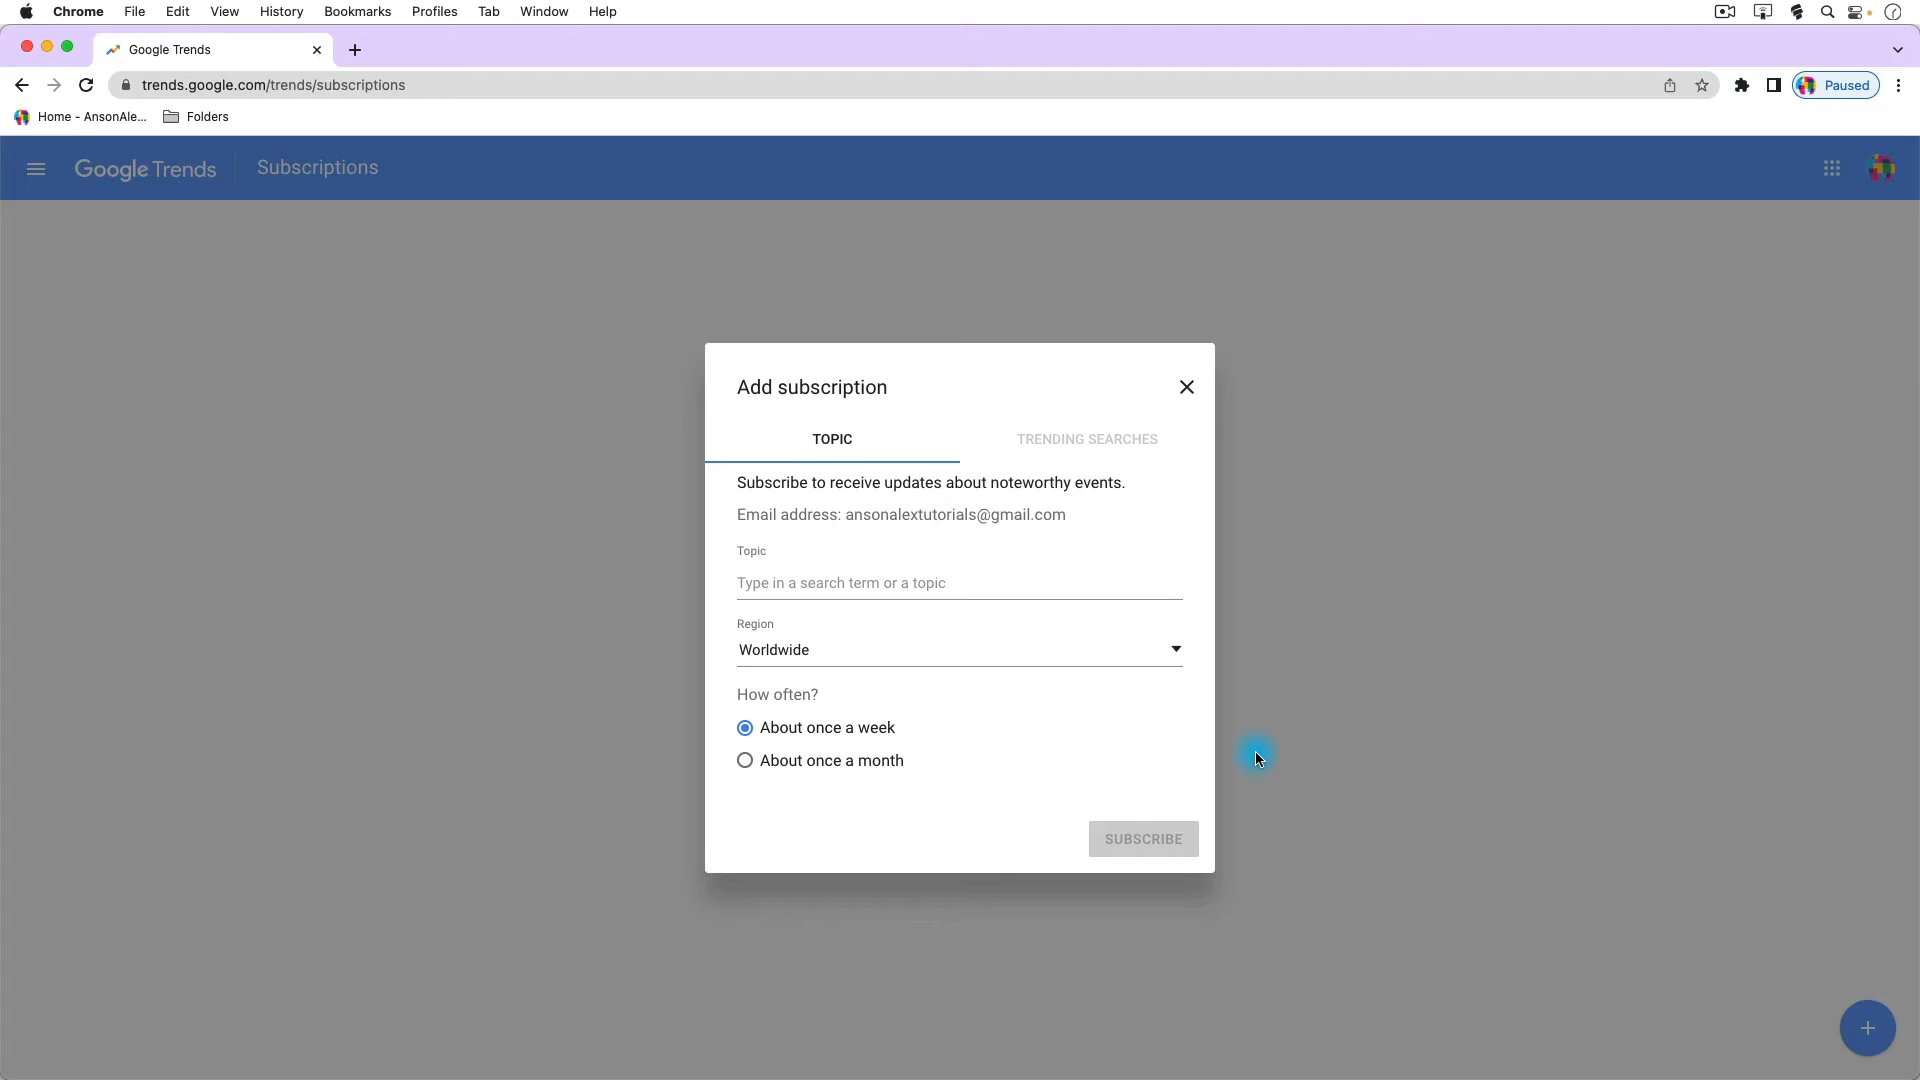 Chrome File Edit View History Bookmarks Profiles Tab Window Help
Google Trends
trends.google.com/trends/subscriptions
Paused
Home - AnsonAle...
Folders
Google Trends
Subscriptions
Add subscription
TOPIC
TRENDING SEARCHES
Subscribe to receive updates about noteworthy events.
Email address: ansonalextutorials@gmail.com
Topic
Type in a search term or a topic
Region
Worldwide
How often?
About once a week
About once a month
SUBSCRIBE